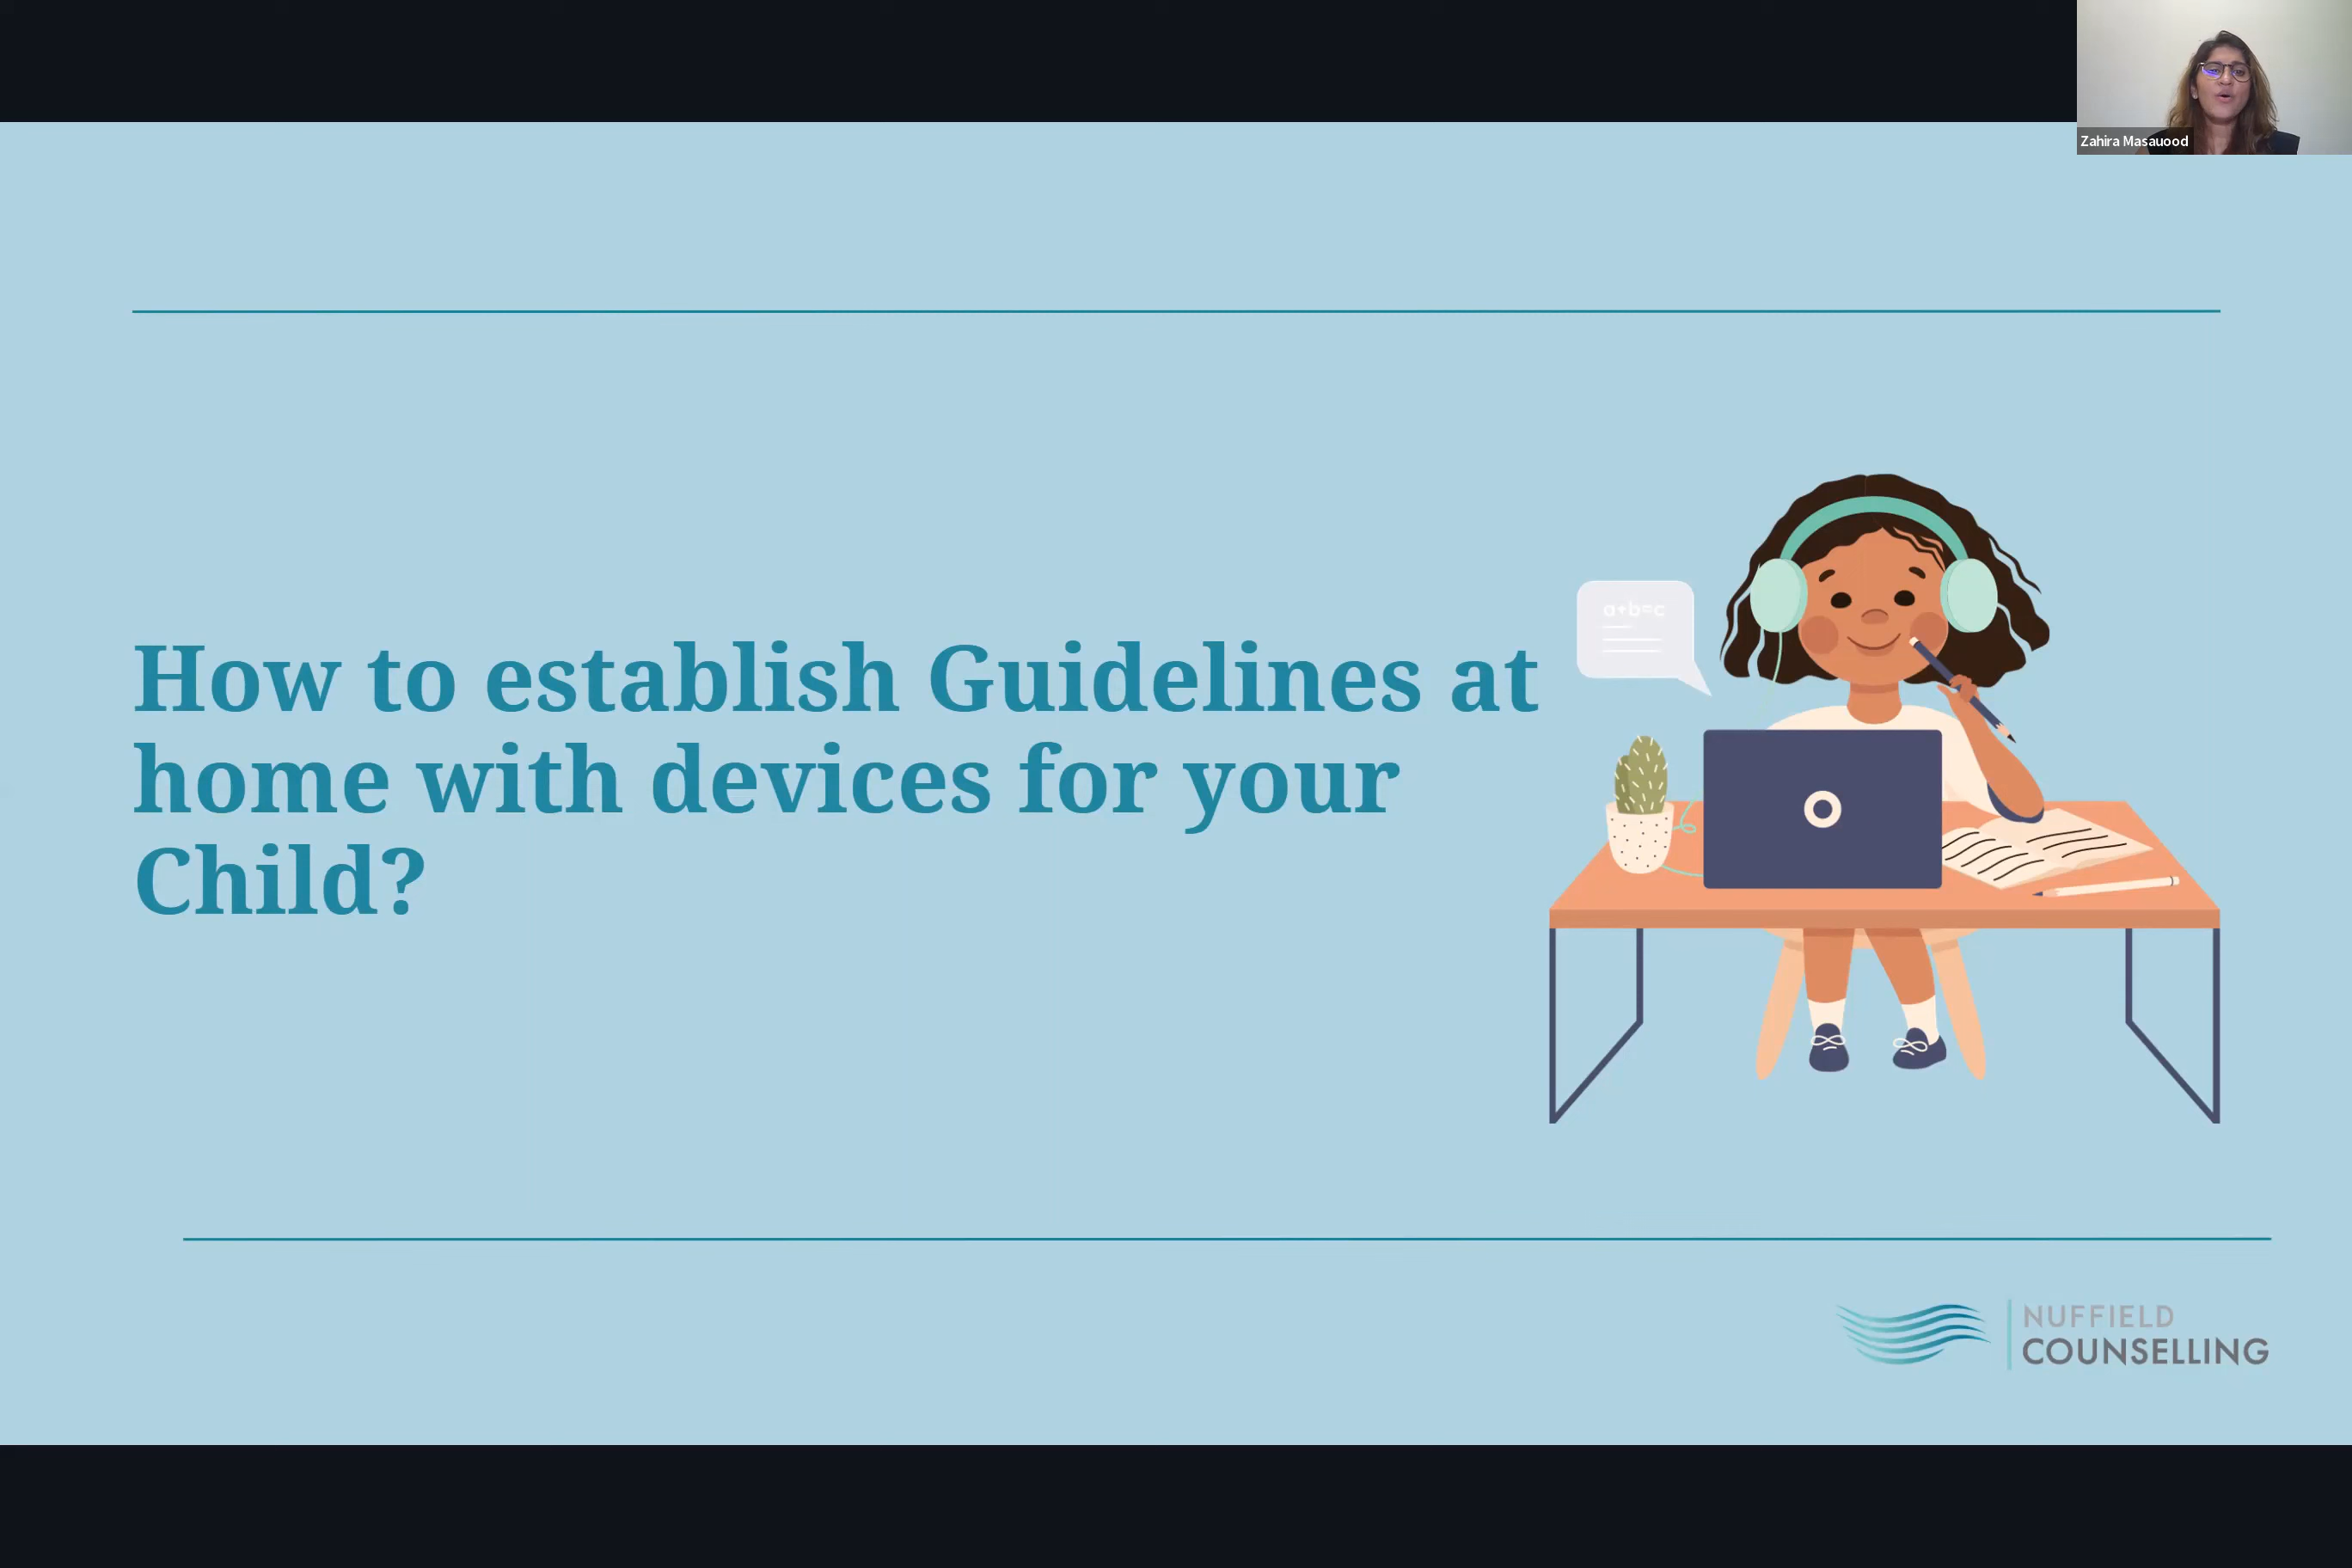 Zahira Masauood
How to establish Guidelines at
home with devices for your
Child?
a+b=c
NUFFIELD
COUNSELLING